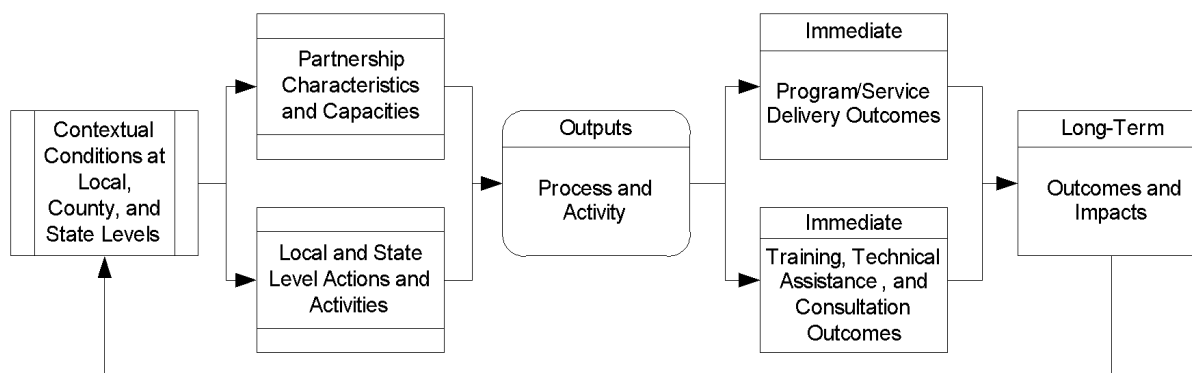 Contextual
Conditions at
Local,
County, and
State Levels
Partnership
Characteristics
and Capacities
Local and State
Level Actions and
Activities
Outputs
Process and
Activity
Immediate
Program/Service
Delivery Outcomes
Immediate
Training, Technical
Assistance , and
Consultation
Outcomes
Long-Term
Outcomes and
Impacts